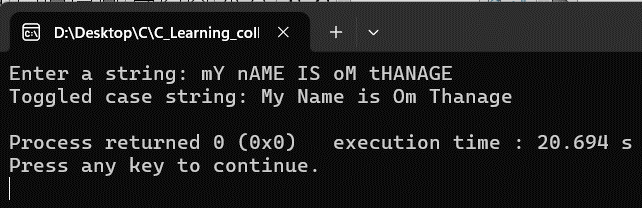 D:\Desktop\C\C_Learning_coll
Enter a string: mY nAME IS oM tHANAGE
Toggled case string: My Name is Om Thanage
Process returned 0 (0x0)   execution time : 20.694 s
Press any key to continue.